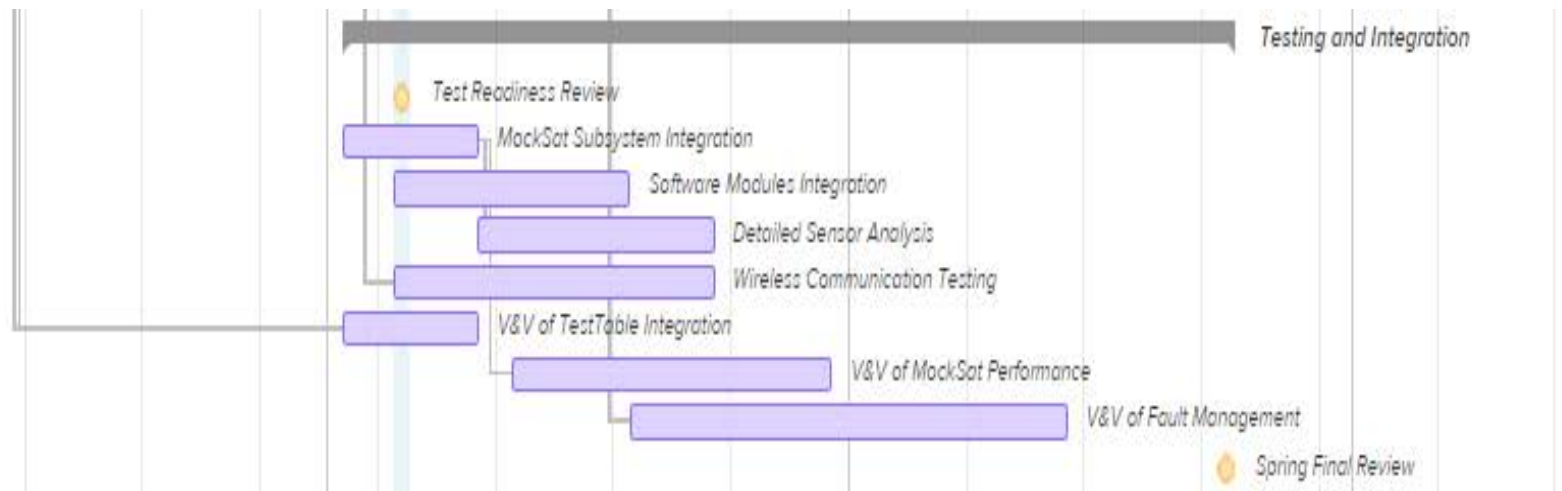 Testing and Integration
Test Readiness Review
MockSat Subsystem Integration
Software Modules Integration
Detailed Sensor Analysis
Wireless Communication Testing
V&V of TestTable Integration
V&V of MockSat Performance
V&V of Fault Management
Spring Final Review